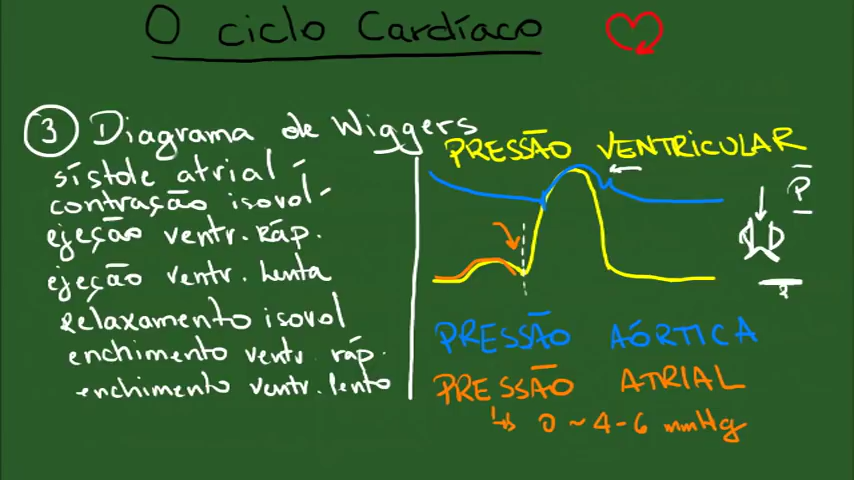 O ciclo Cardíaco
3 Diagrama de Wiggers
sístole atrial
contração isovol.
ejeção ventr. ráp.
ejeção ventr. lenta
relaxamento isovol
enchimento ventr. ráp.
enchimento ventr. lento
PRESSÃO VENTRICULAR
P
PRESSÃO AÓRTICA
PRESSÃO ATRIAL
↳ 0 ~ 4-6 mmHg